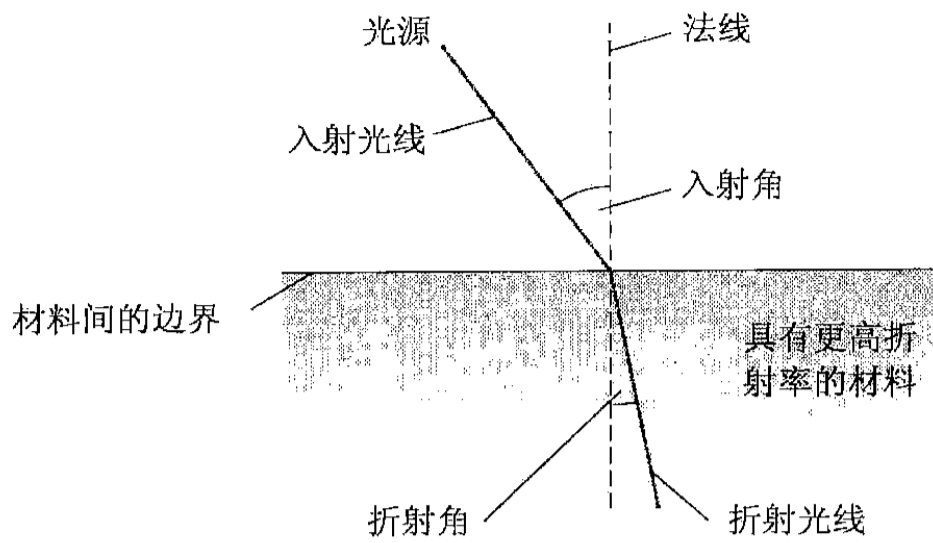 光源
法线
入射光线
入射角
材料间的边界
具有更高折
射率的材料
折射角
折射光线